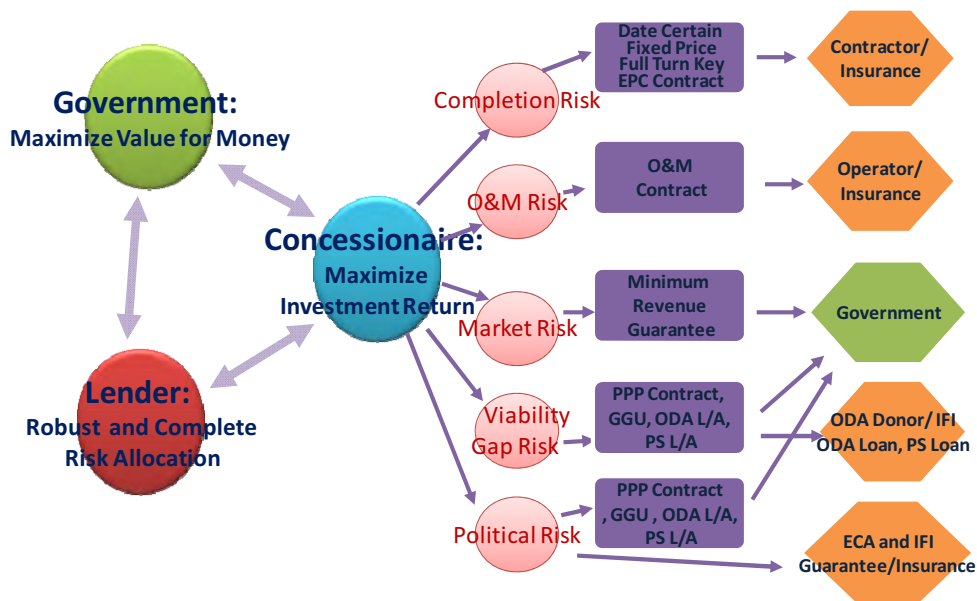 Government:
Maximize Value for Money
Concessionaire:
Maximize
Investment Return
Lender:
Robust and Complete
Risk Allocation
Completion Risk
O&M Risk
Market Risk
Viability
Gap Risk
Political Risk
Date Certain
Fixed Price
Full Turn Key
EPC Contract
O&M
Contract
Minimum
Revenue
Guarantee
PPP Contract,
GGU, ODA L/A,
PS L/A
PPP Contract
, GGU , ODA L/A,
PS L/A
Contractor/
Insurance
Operator/
Insurance
Government
ODA Donor/ IFI
ODA Loan, PS Loan
ECA and IFI
Guarantee/Insurance